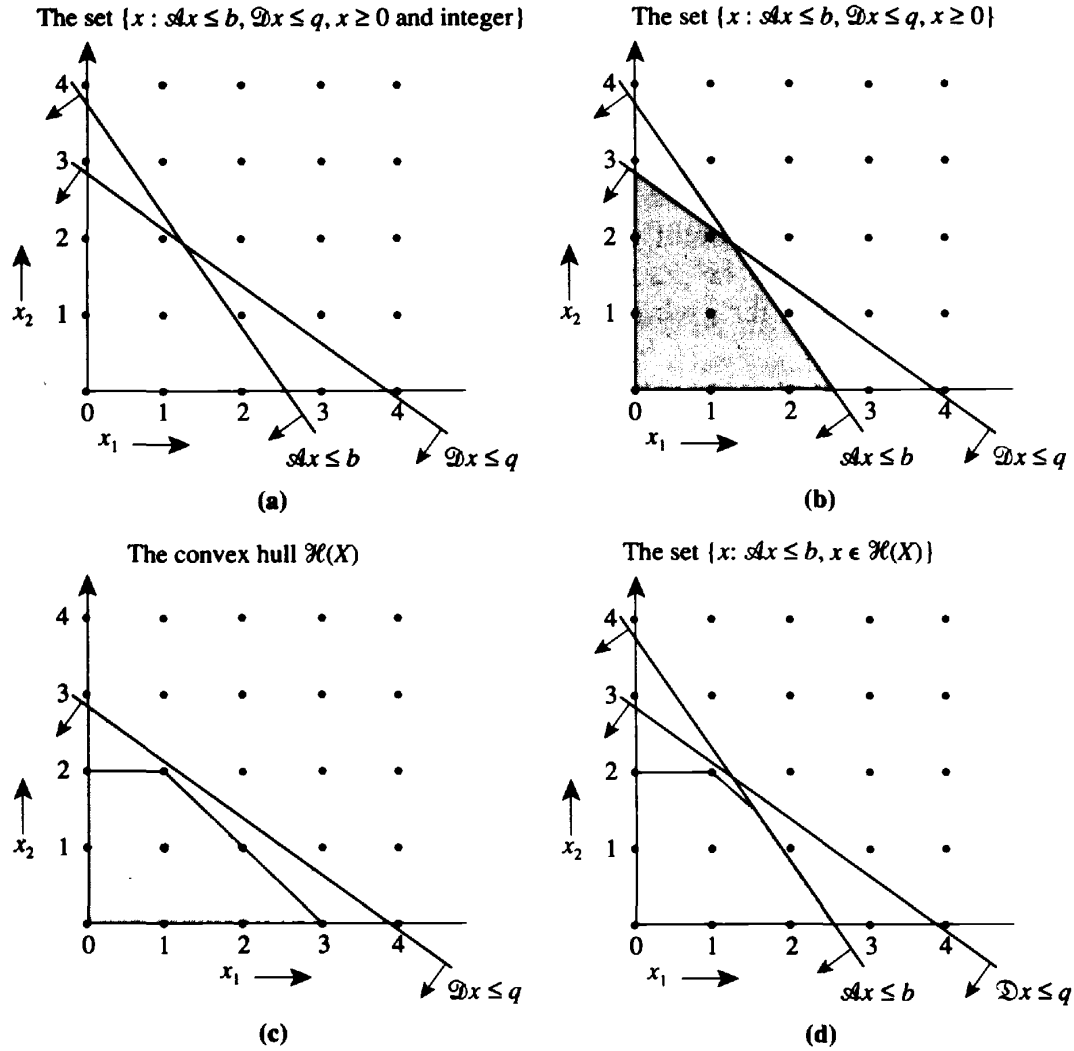 The set {x : 𝒜x ≤ b, 𝒟x ≤ q, x ≥ 0 and integer}
4
3
2
1
0 1 2 3 4
x₂
x₁
𝒜x ≤ b
𝒟x ≤ q
(a)
The set {x : 𝒜x ≤ b, 𝒟x ≤ q, x ≥ 0}
4
3
2
1
0 1 2 3 4
x₂
x₁
𝒜x ≤ b
𝒟x ≤ q
(b)
The convex hull ℋ(X)
4
3
2
1
0 1 2 3 4
x₂
x₁
𝒟x ≤ q
(c)
The set {x: 𝒜x ≤ b, x ϵ ℋ(X)}
4
3
2
1
0 1 2 3 4
x₂
x₁
𝒜x ≤ b
𝒟x ≤ q
(d)